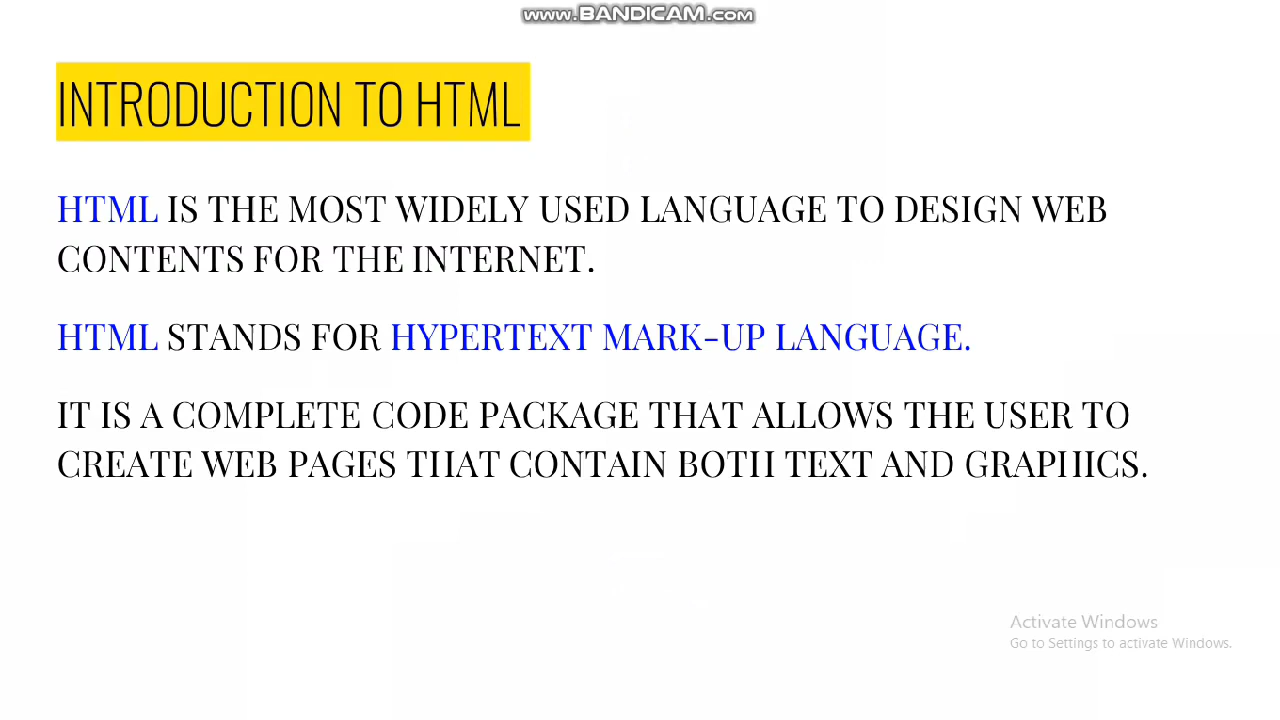 www.BANDICAM.com
INTRODUCTION TO HTML
HTML IS THE MOST WIDELY USED LANGUAGE TO DESIGN WEB
CONTENTS FOR THE INTERNET.
HTML STANDS FOR HYPERTEXT MARK-UP LANGUAGE.
IT IS A COMPLETE CODE PACKAGE THAT ALLOWS THE USER TO
CREATE WEB PAGES THAT CONTAIN BOTH TEXT AND GRAPHICS.
Activate Windows
Go to Settings to activate Windows.